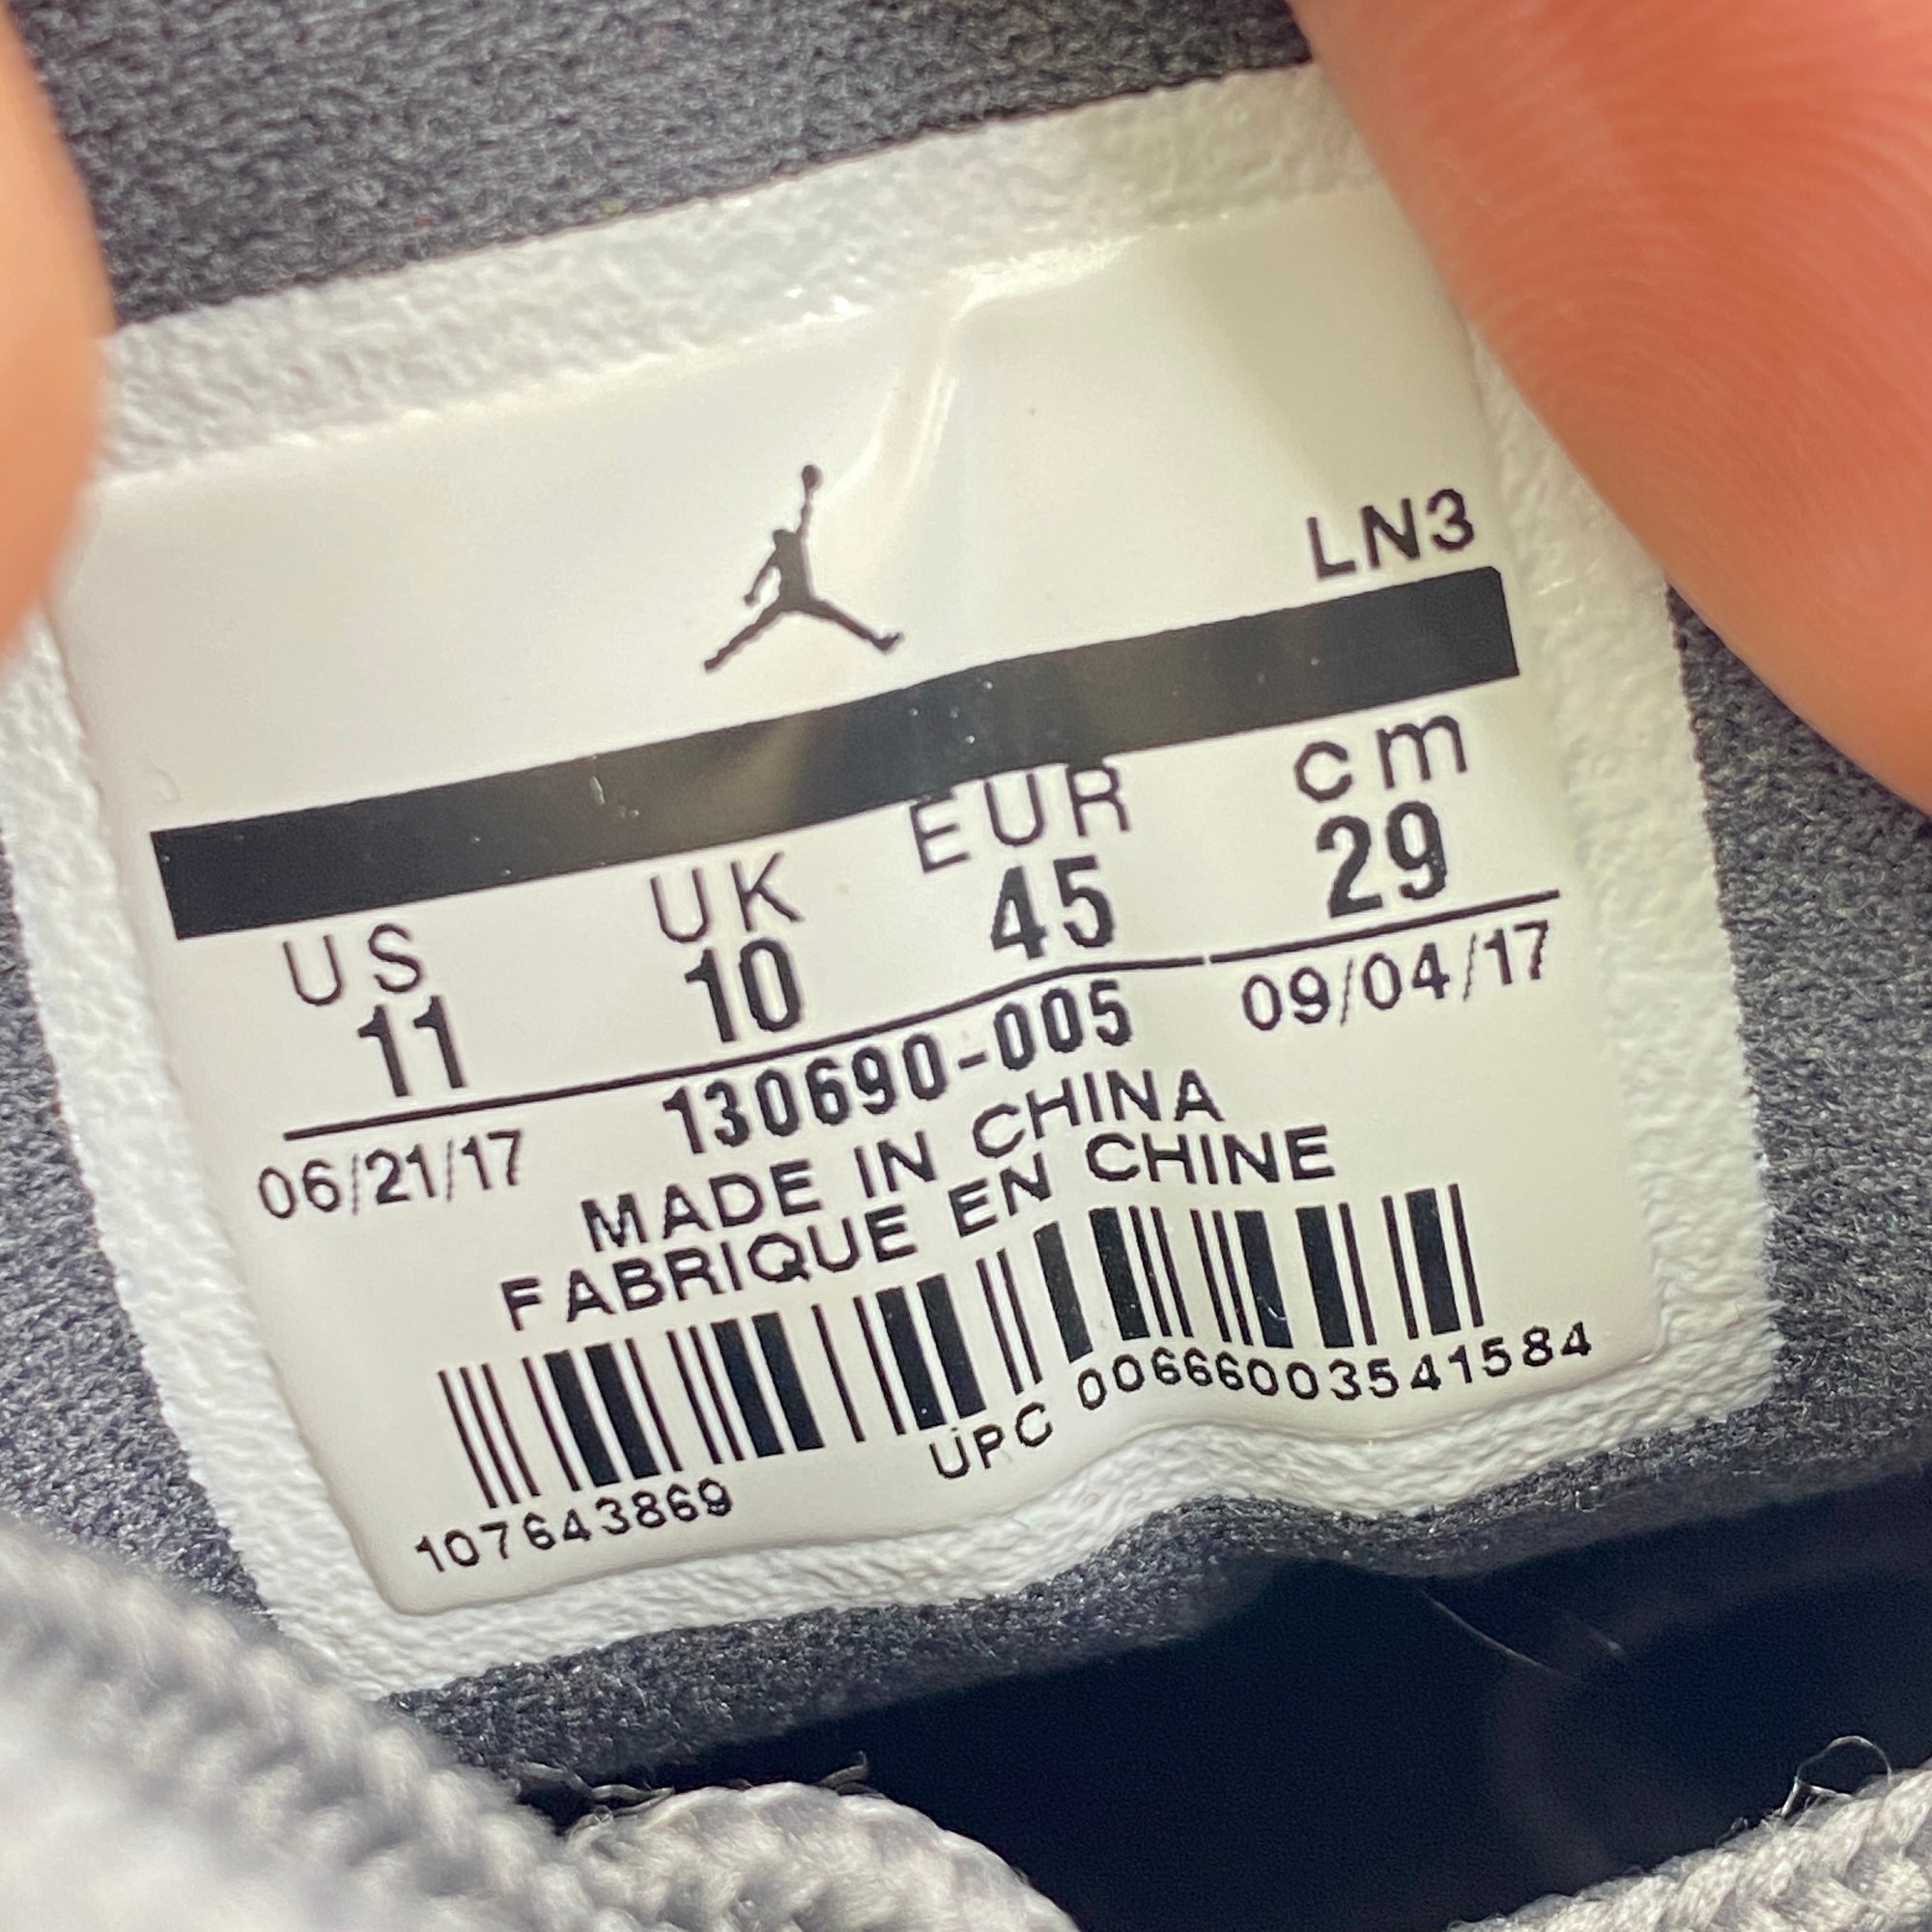 LN3
US UK EUR cm
11 10 45 29
06/21/17 130690-005 09/04/17
MADE IN CHINA
FABRIQUE EN CHINE
107643869 UPC 00666003541584